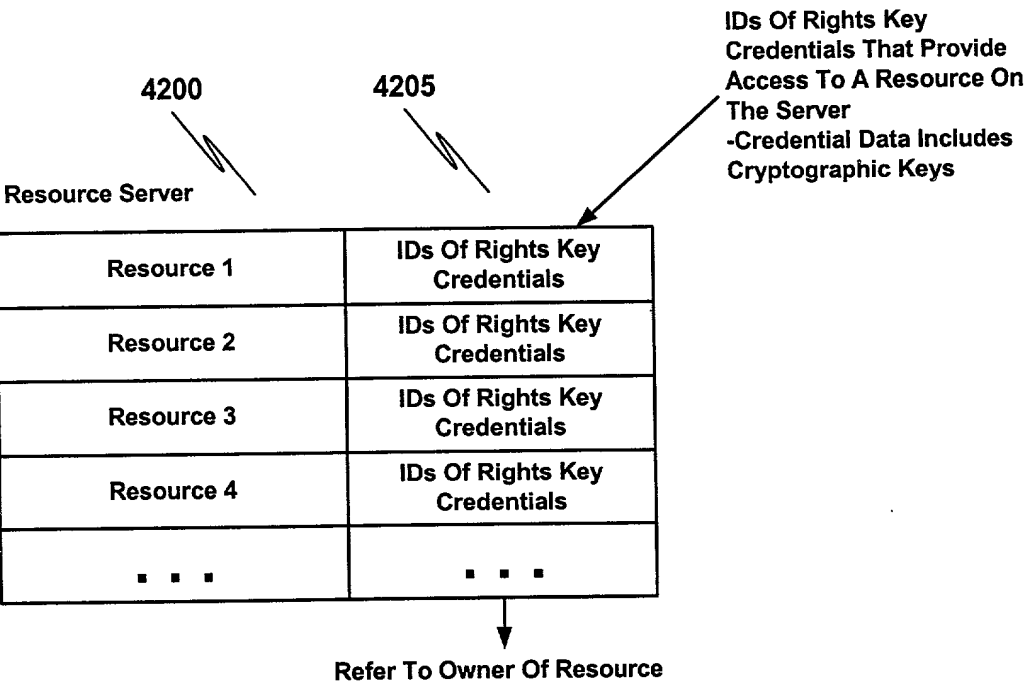 IDs Of Rights Key
Credentials That Provide
Access To A Resource On
The Server
-Credential Data Includes
Cryptographic Keys
4200
4205
Resource Server
Resource 1
IDs Of Rights Key
Credentials
Resource 2
IDs Of Rights Key
Credentials
Resource 3
IDs Of Rights Key
Credentials
Resource 4
IDs Of Rights Key
Credentials
. . .
. . .
Refer To Owner Of Resource